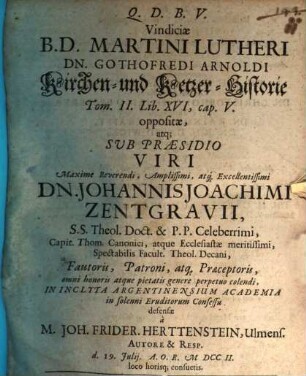 Q. D. B. V.
Vindiciæ
B.D. MARTINI LUTHERI
DN. GOTHOFREDI ARNOLDI
Kirchen- und Ketzer-Historie
Tom. II. Lib. XVI, cap. V.
oppositæ,
atq;
SUB PRÆSIDIO
VIRI
Maxime Reverendi, Amplissimi, atq; Excellentissimi
DN. JOHANNIS JOACHIMI
ZENTGRAVII,
S.S. Theol. Doct. & P.P. Celeberrimi,
Capit. Thom. Canonici, atque Ecclesiastæ meritissimi,
Spectabilis Facult. Theol. Decani,
Fautoris, Patroni, atq; Præceptoris,
omni honoris atque pietatis genere perpetuo colendi,
IN INCLYTA ARGENTINENSIUM ACADEMIA
in solenni Eruditorum Consessu
defensæ
à
M. JOH. FRIDER. HERTTENSTEIN, Ulmens.
AUTORE & RESP.
d. 19. Julij. A. O. R. M DCC II.
loco horisq; consuetis.